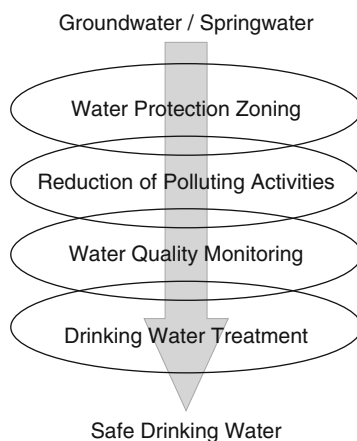 Groundwater / Springwater
Water Protection Zoning
Reduction of Polluting Activities
Water Quality Monitoring
Drinking Water Treatment
Safe Drinking Water